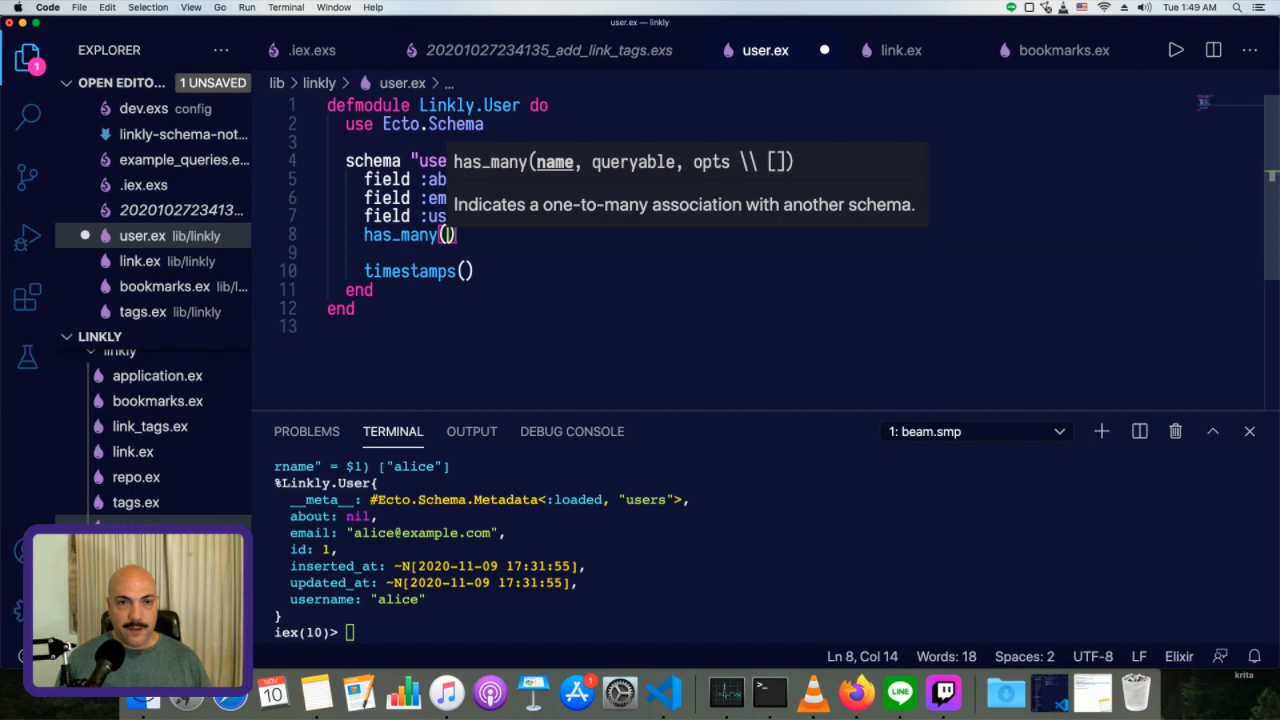 Code File Edit Selection View Go Run Terminal Window Help Tue 1:49 AM
user.ex — linkly
EXPLORER
.iex.exs 20201027234135_add_link_tags.exs user.ex link.ex bookmarks.ex
1
OPEN EDITO... 1 UNSAVED
dev.exs config
linkly-schema-not...
example_queries.e...
.iex.exs
2020102723413...
user.ex lib/linkly
link.ex lib/linkly
bookmarks.ex lib/l...
tags.ex lib/linkly
LINKLY
linkly
application.ex
bookmarks.ex
link_tags.ex
link.ex
repo.ex
tags.ex
lib > linkly > user.ex > ...
1 defmodule Linkly.User do
2 use Ecto.Schema
3
4 schema "use
5 field :ab
6 field :em
7 field :us
8 has_many()
9
10 timestamps()
11 end
12 end
13
has_many(name, queryable, opts \\ [])
Indicates a one-to-many association with another schema.
PROBLEMS TERMINAL OUTPUT DEBUG CONSOLE 1: beam.smp
rname" = $1) ["alice"]
%Linkly.User{
__meta__: #Ecto.Schema.Metadata<:loaded, "users">,
about: nil,
email: "alice@example.com",
id: 1,
inserted_at: ~N[2020-11-09 17:31:55],
updated_at: ~N[2020-11-09 17:31:55],
username: "alice"
}
iex(10)>
Ln 8, Col 14 Words: 18 Spaces: 2 UTF-8 LF Elixir
NOV
10
1
LINE
krita